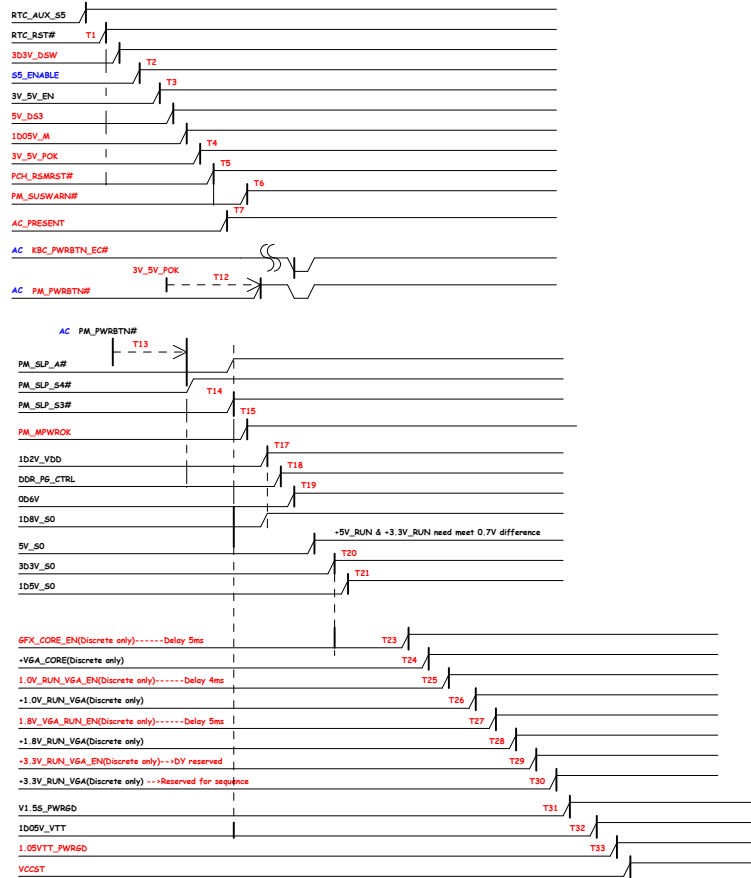 RTC_AUX_S5
RTC_RST# T1
3D3V_DSW
T2
S5_ENABLE
T3
3V_5V_EN
5V_DS3
1D05V_M
T4
3V_5V_POK
T5
PCH_RSMRST#
T6
PM_SUSWARN#
T7
AC_PRESENT
AC KBC_PWRBTN_EC#
3V_5V_POK
T12
AC PM_PWRBTN#
AC PM_PWRBTN#
T13
PM_SLP_A#
PM_SLP_S4#
T14
PM_SLP_S3#
T15
PM_MPWROK
T17
1D2V_VDD
T18
DDR_PG_CTRL
T19
0D6V
1D8V_S0
+5V_RUN & +3.3V_RUN need meet 0.7V difference
5V_S0
T20
3D3V_S0
T21
1D5V_S0
GFX_CORE_EN(Discrete only)------Delay 5ms T23
+VGA_CORE(Discrete only) T24
1.0V_RUN_VGA_EN(Discrete only)------Delay 4ms T25
+1.0V_RUN_VGA(Discrete only) T26
1.8V_VGA_RUN_EN(Discrete only)------Delay 5ms T27
+1.8V_RUN_VGA(Discrete only) T28
+3.3V_RUN_VGA_EN(Discrete only)-->DY reserved T29
+3.3V_RUN_VGA(Discrete only) -->Reserved for sequence T30
V1.5S_PWRGD T31
1D05V_VTT T32
1.05VTT_PWRGD T33
VCCST